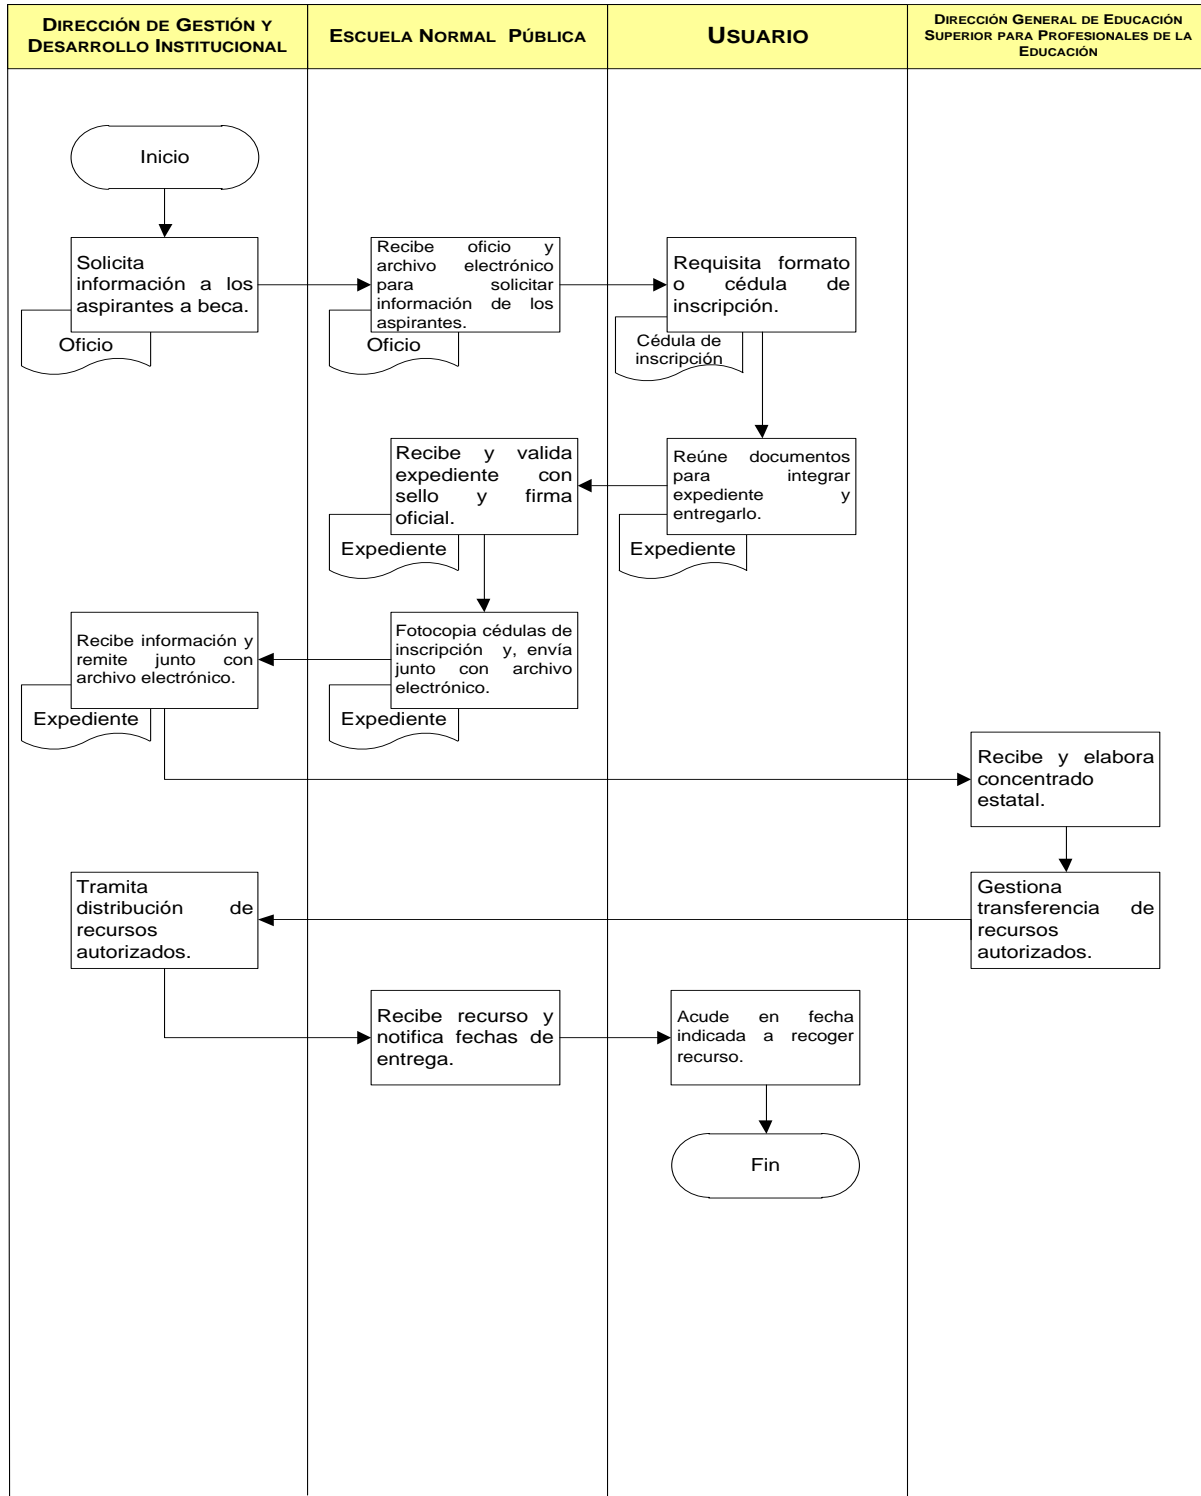 DIRECCIÓN DE GESTIÓN Y
DESARROLLO INSTITUCIONAL
ESCUELA NORMAL PÚBLICA
USUARIO
DIRECCIÓN GENERAL DE EDUCACIÓN
SUPERIOR PARA PROFESIONALES DE LA
EDUCACIÓN
Inicio
Solicita
información a los
aspirantes a beca.
Oficio
Recibe oficio y
archivo electrónico
para solicitar
información de los
aspirantes.
Oficio
Requisita formato
o cédula de
inscripción.
Cédula de
inscripción
Reúne documentos
para integrar
expediente y
entregarlo.
Expediente
Recibe y valida
expediente con
sello y firma
oficial.
Expediente
Fotocopia cédulas de
inscripción y, envía
junto con archivo
electrónico.
Expediente
Recibe información y
remite junto con
archivo electrónico.
Expediente
Recibe y elabora
concentrado
estatal.
Gestiona
transferencia de
recursos
autorizados.
Tramita
distribución de
recursos
autorizados.
Recibe recurso y
notifica fechas de
entrega.
Acude en fecha
indicada a recoger
recurso.
Fin